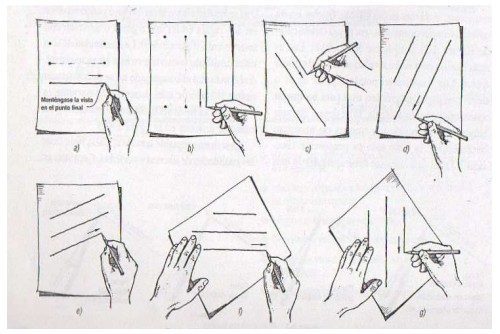 Manténgase la vista
en el punto final
a)
b)
c)
d)
e)
f)
g)